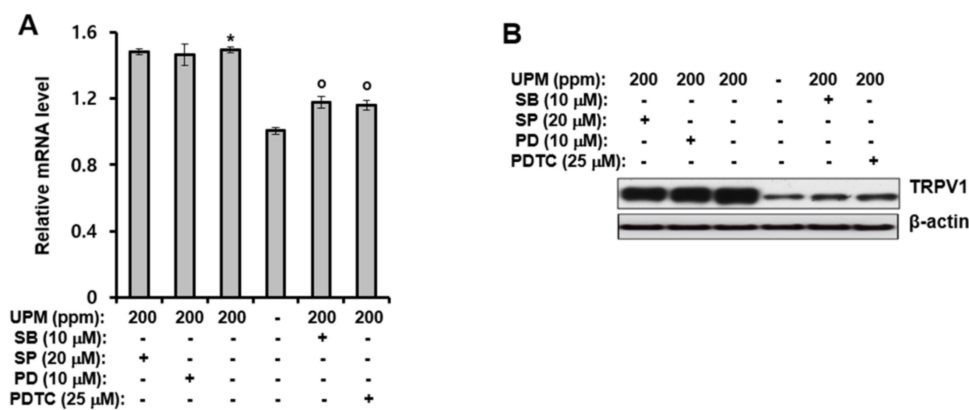 A
Relative mRNA level
1.6
1.2
0.8
0.4
0
* o o
UPM (ppm): 200 200 200 - 200 200
SB (10 μM): - - - - + -
SP (20 μM): + - - - - -
PD (10 μM): - + - - - -
PDTC (25 μM): - - - - - +
B
UPM (ppm): 200 200 200 - 200 200
SB (10 μM): - - - - + -
SP (20 μM): + - - - - -
PD (10 μM): - + - - - -
PDTC (25 μM): - - - - - +
TRPV1
β-actin